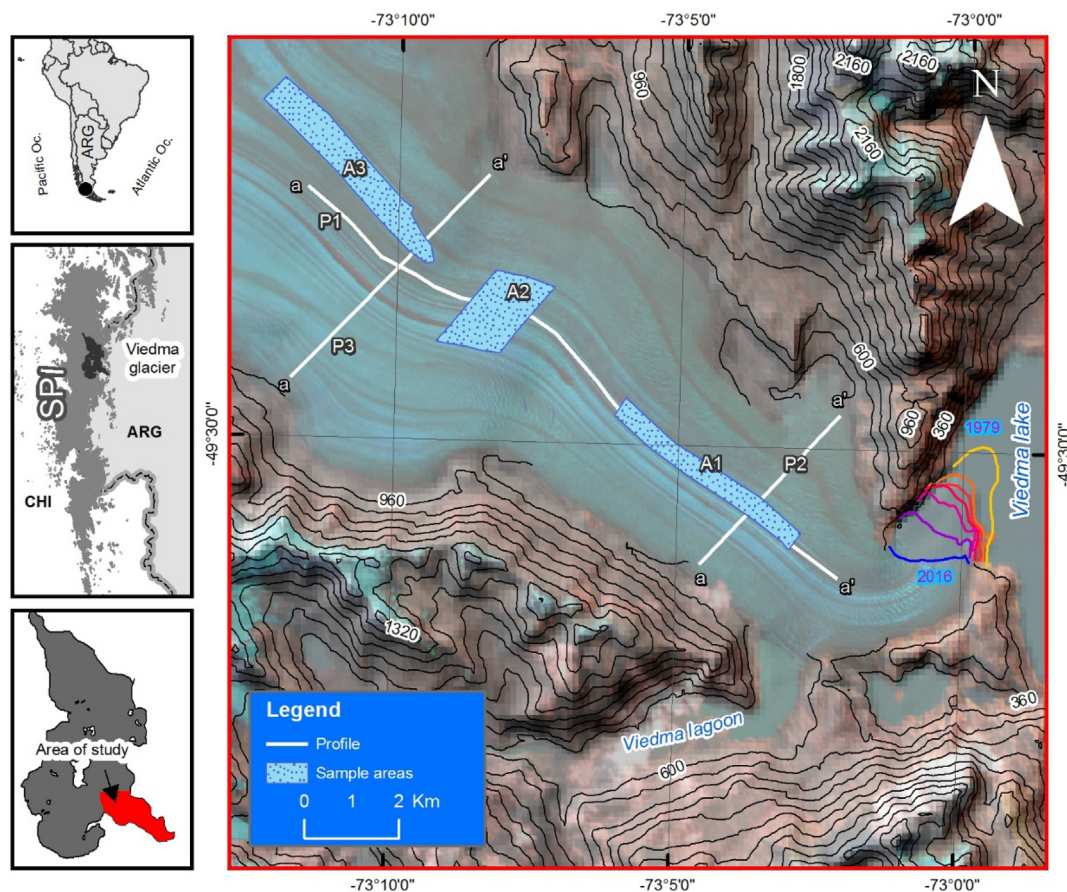 Pacific Oc.
ARG
Atlantic Oc.
SPI
Viedma
glacier
ARG
CHI
Area of study
-73°10'0"
-73°5'0"
-73°0'0"
960
1800
2160
2160
2160
N
A3
a
a'
P1
A2
P3
a
600
a'
960
360
1979
Viedma lake
-49°30'0"
-49°30'0"
A1
P2
960
a
a'
2016
1320
360
Viedma lagoon
600
Legend
Profile
Sample areas
0 1 2 Km
-73°10'0"
-73°5'0"
-73°0'0"